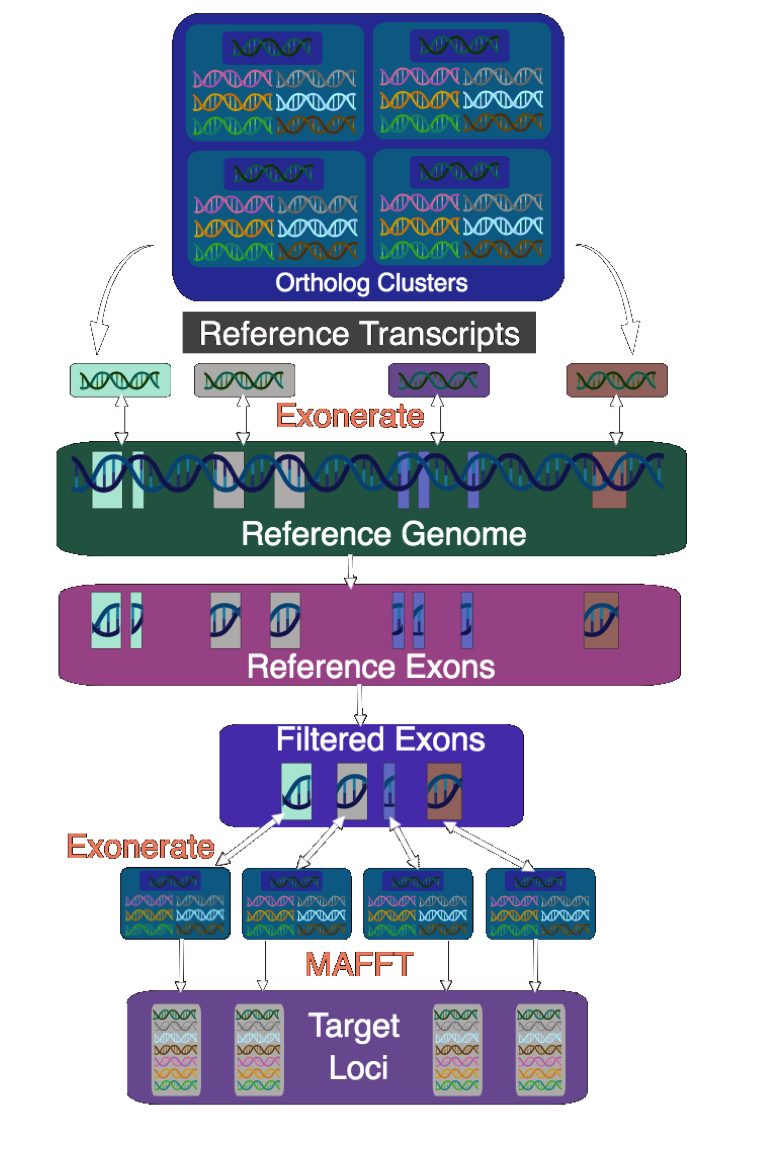 Ortholog Clusters
Reference Transcripts
Exonerate
Reference Genome
Reference Exons
Filtered Exons
Exonerate
MAFFT
Target
Loci